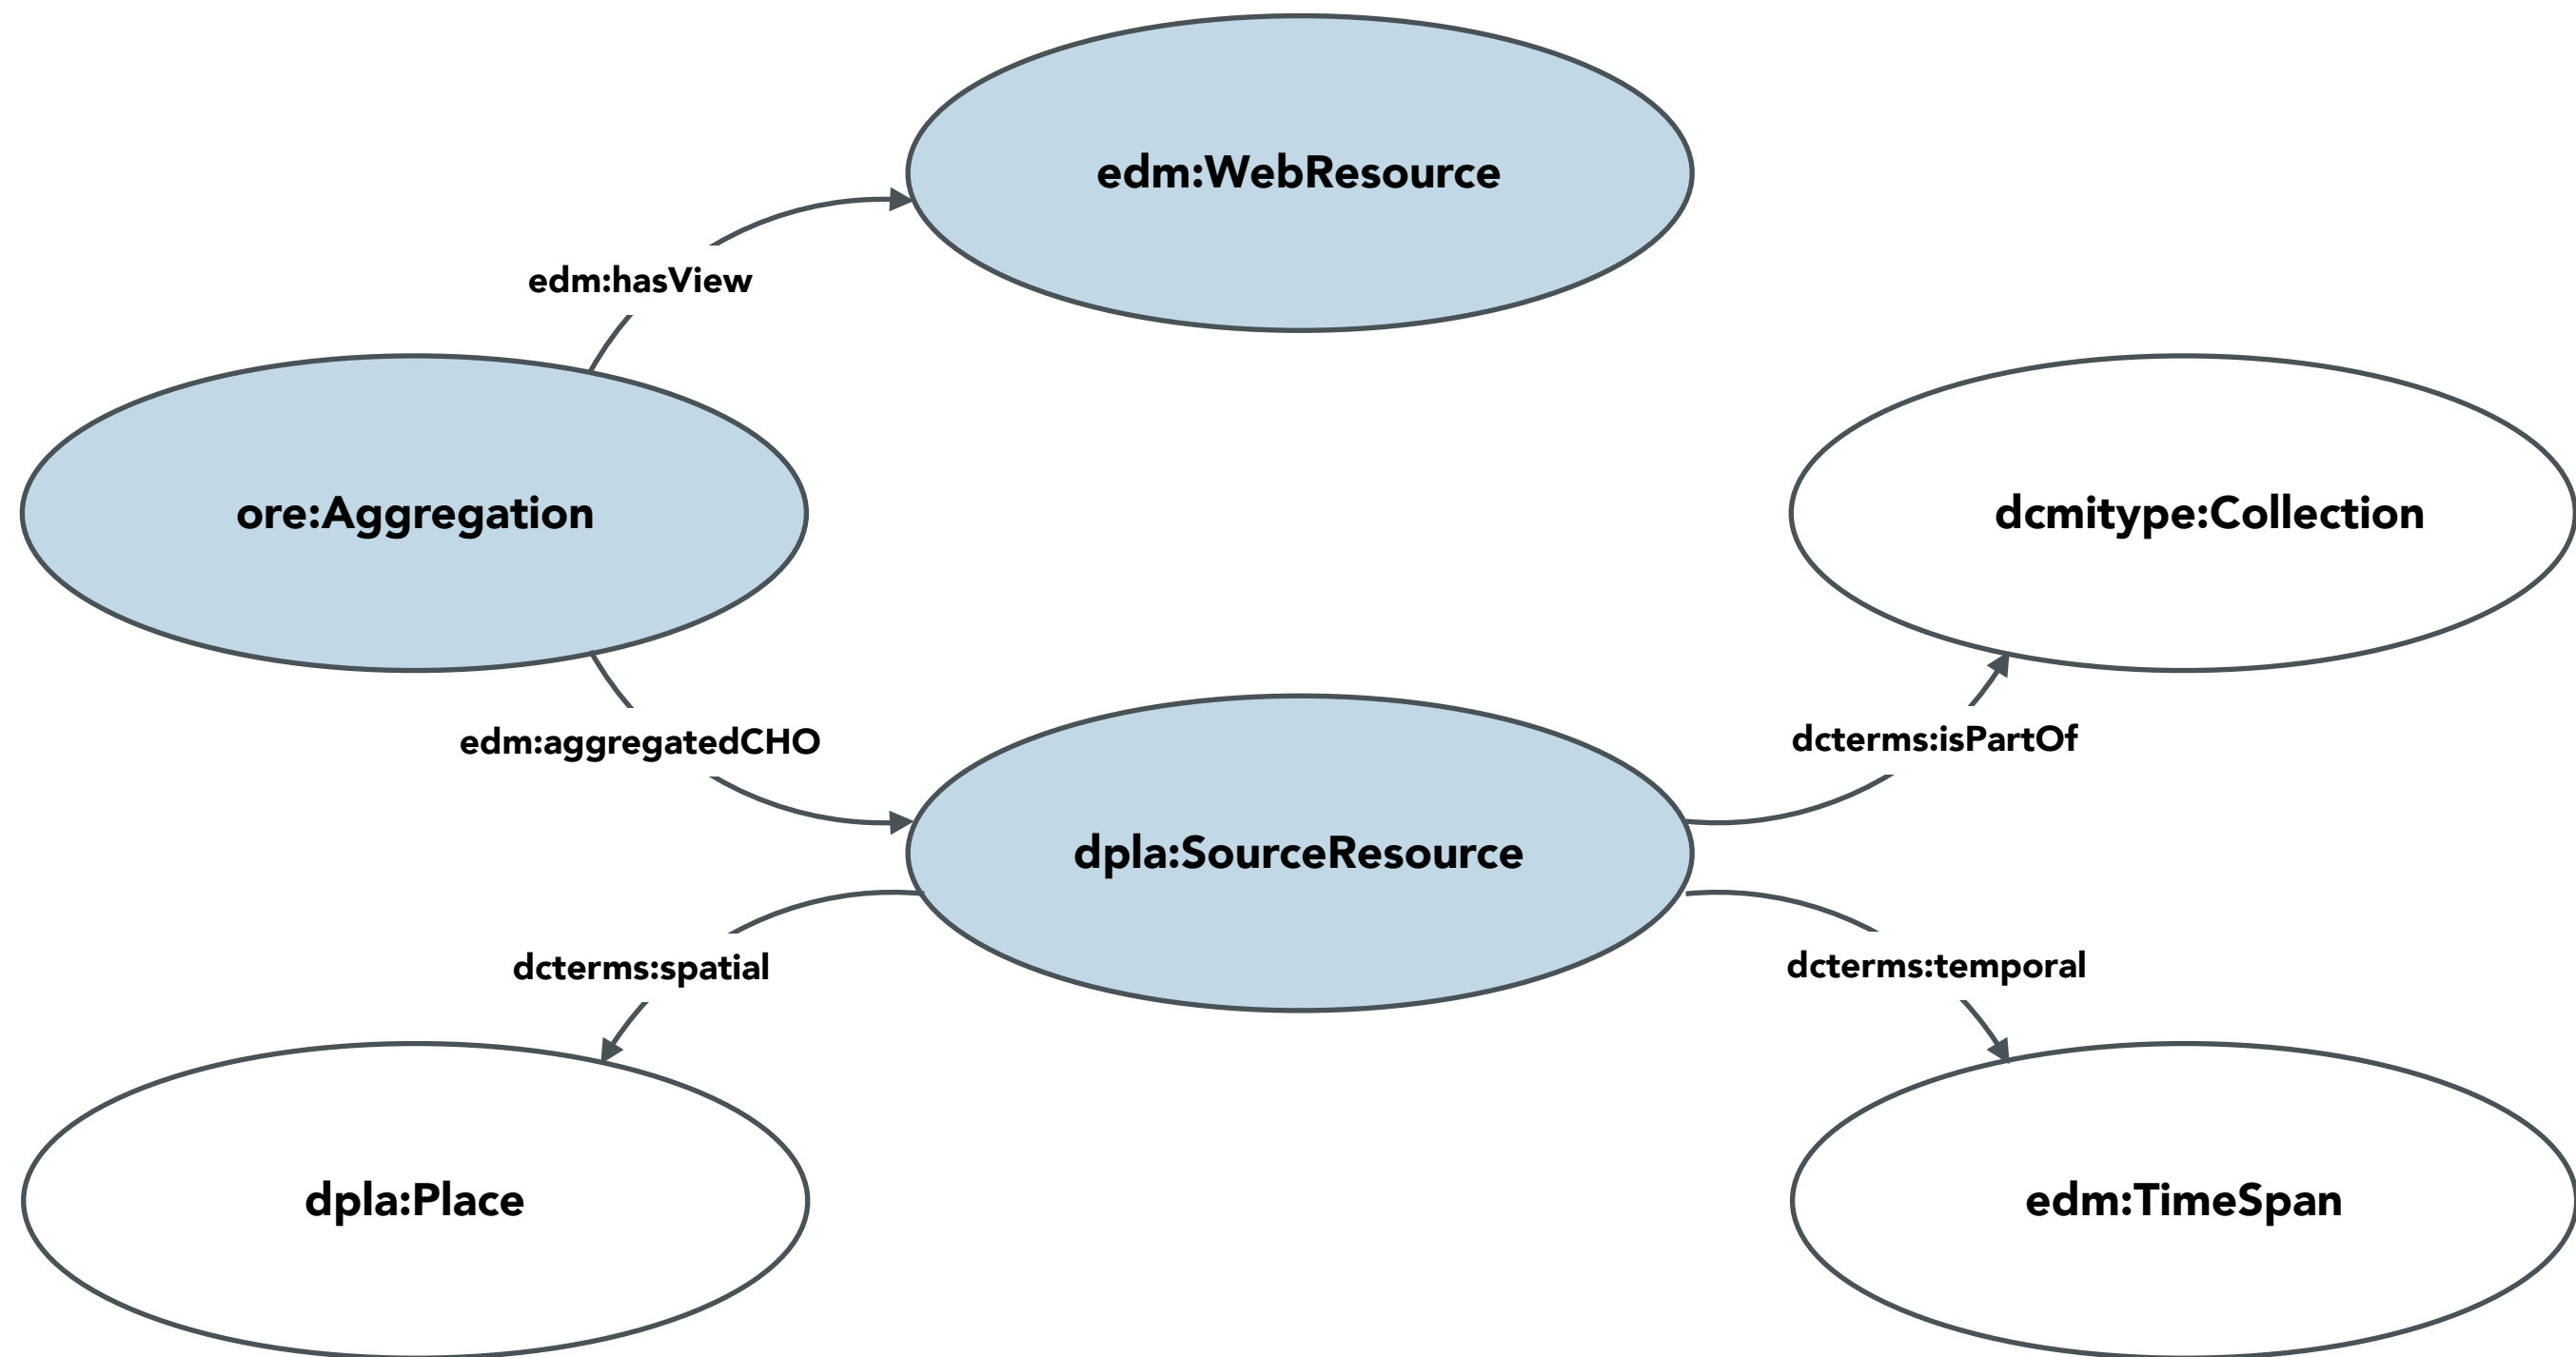 edm:WebResource
edm:hasView
ore:Aggregation
dcmitype:Collection
edm:aggregatedCHO
dcterms:isPartOf
dpla:SourceResource
dcterms:spatial
dcterms:temporal
dpla:Place
edm:TimeSpan